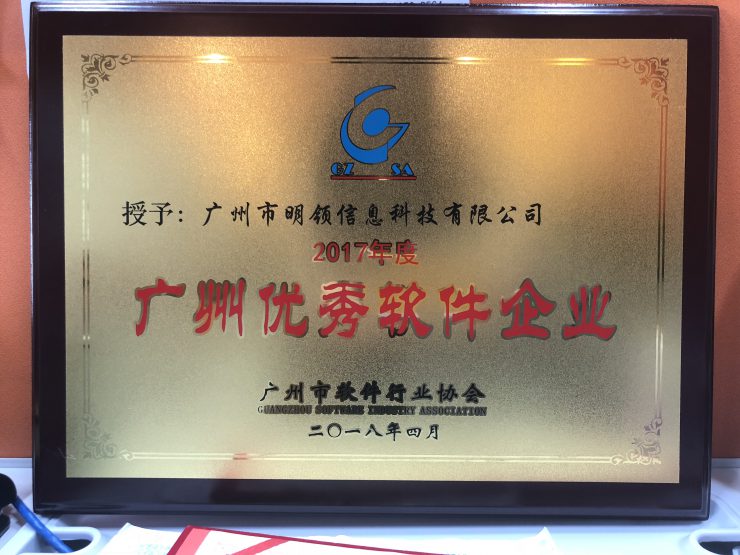 GZ SA
授予：广州市明领信息科技有限公司
2017年度
广州优秀软件企业
广州市软件行业协会
GUANGZHOU SOFTWARE INDUSTRY ASSOCIATION
二〇一八年四月